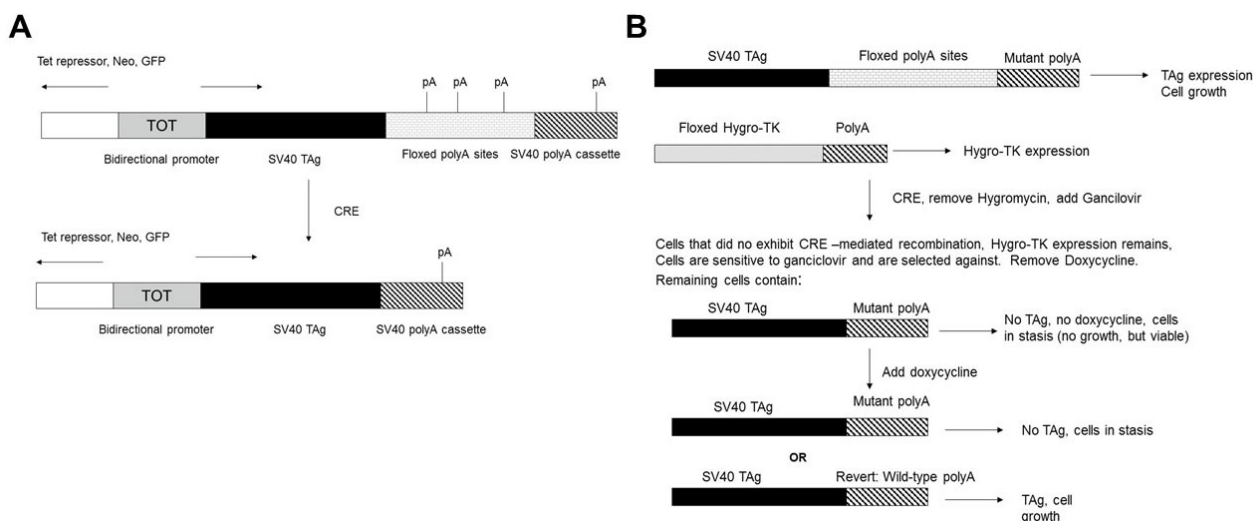 A
Tet repressor, Neo, GFP
pA
pA
pA
pA
TOT
Bidirectional promoter
SV40 TAg
Floxed polyA sites
SV40 polyA cassette
CRE
Tet repressor, Neo, GFP
pA
TOT
Bidirectional promoter
SV40 TAg
SV40 polyA cassette
B
SV40 TAg
Floxed polyA sites
Mutant polyA
TAg expression
Cell growth
Floxed Hygro-TK
PolyA
Hygro-TK expression
CRE, remove Hygromycin, add Gancilovir
Cells that did no exhibit CRE –mediated recombination, Hygro-TK expression remains,
Cells are sensitive to ganciclovir and are selected against. Remove Doxycycline.
Remaining cells contain:
SV40 TAg
Mutant polyA
No TAg, no doxycycline, cells
in stasis (no growth, but viable)
Add doxycycline
SV40 TAg
Mutant polyA
No TAg, cells in stasis
OR
SV40 TAg
Revert: Wild-type polyA
TAg, cell
growth